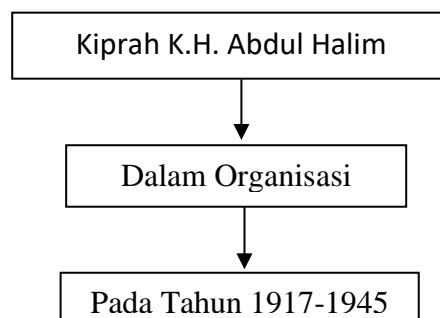 Kiprah K.H. Abdul Halim
Dalam Organisasi
Pada Tahun 1917-1945